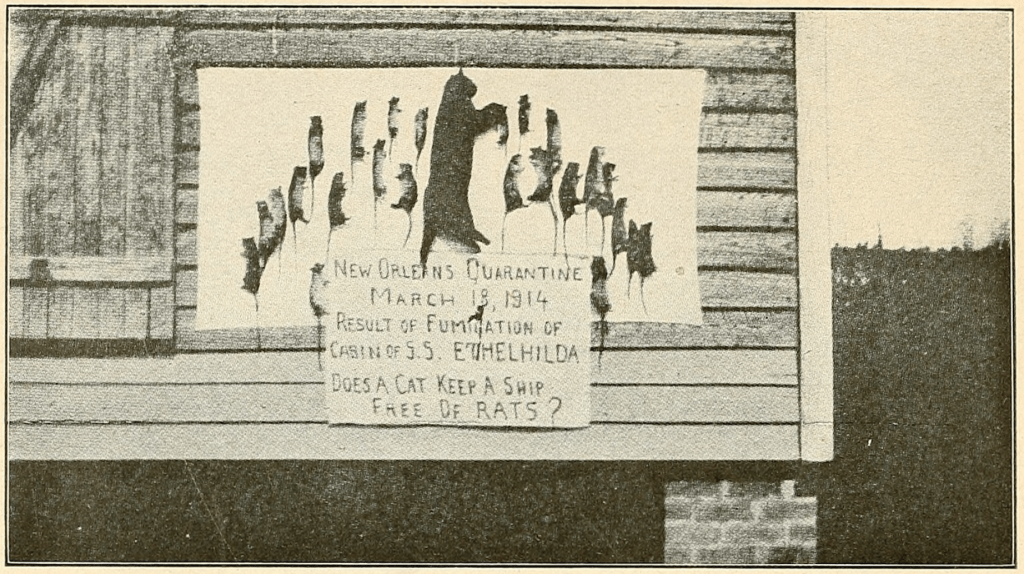 NEW ORLEANS QUARANTINE
MARCH 18, 1914
RESULT OF FUMIGATION OF
CABIN OF S.S. ETHELHILDA
DOES A CAT KEEP A SHIP
FREE OF RATS?